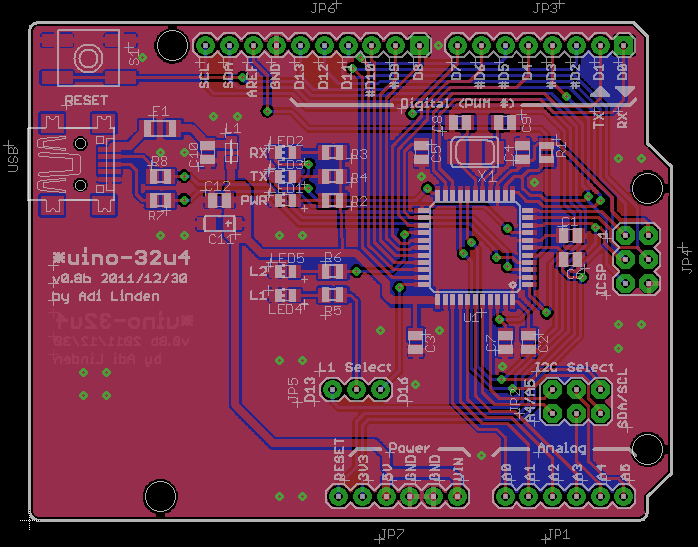 JP6
JP3
S1
SCL
SDA
AREF
GND
D13
D12
D11
#D10
#D9
D8
D7
#D6
#D5
D4
#D3
D2
D1
D0
RESET
Digital (PWM #)
TX
RX
USB
F1
L1
C10
R8
R7
C12
C11
LED2
RX
R3
TX
R4
LED1
PWR
R2
C8
C9
C5
C4
R1
X1
C1
C6
ICSP
1
JP4
*uino-32u4
v0.8b 2011/12/30
by Adi Linden
*uino-32u4
v0.8b 2011/12/30
by Adi Linden
LED5
R6
L2
L1
LED4
R5
U1
C3
C7
C2
L1 Select
JP5
D13
D16
I2C Select
JP2
A4/A5
SDA/SCL
Power
Analog
RESET
3V3
5V
GND
GND
VIN
A0
A1
A2
A3
A4
A5
JP7
JP1